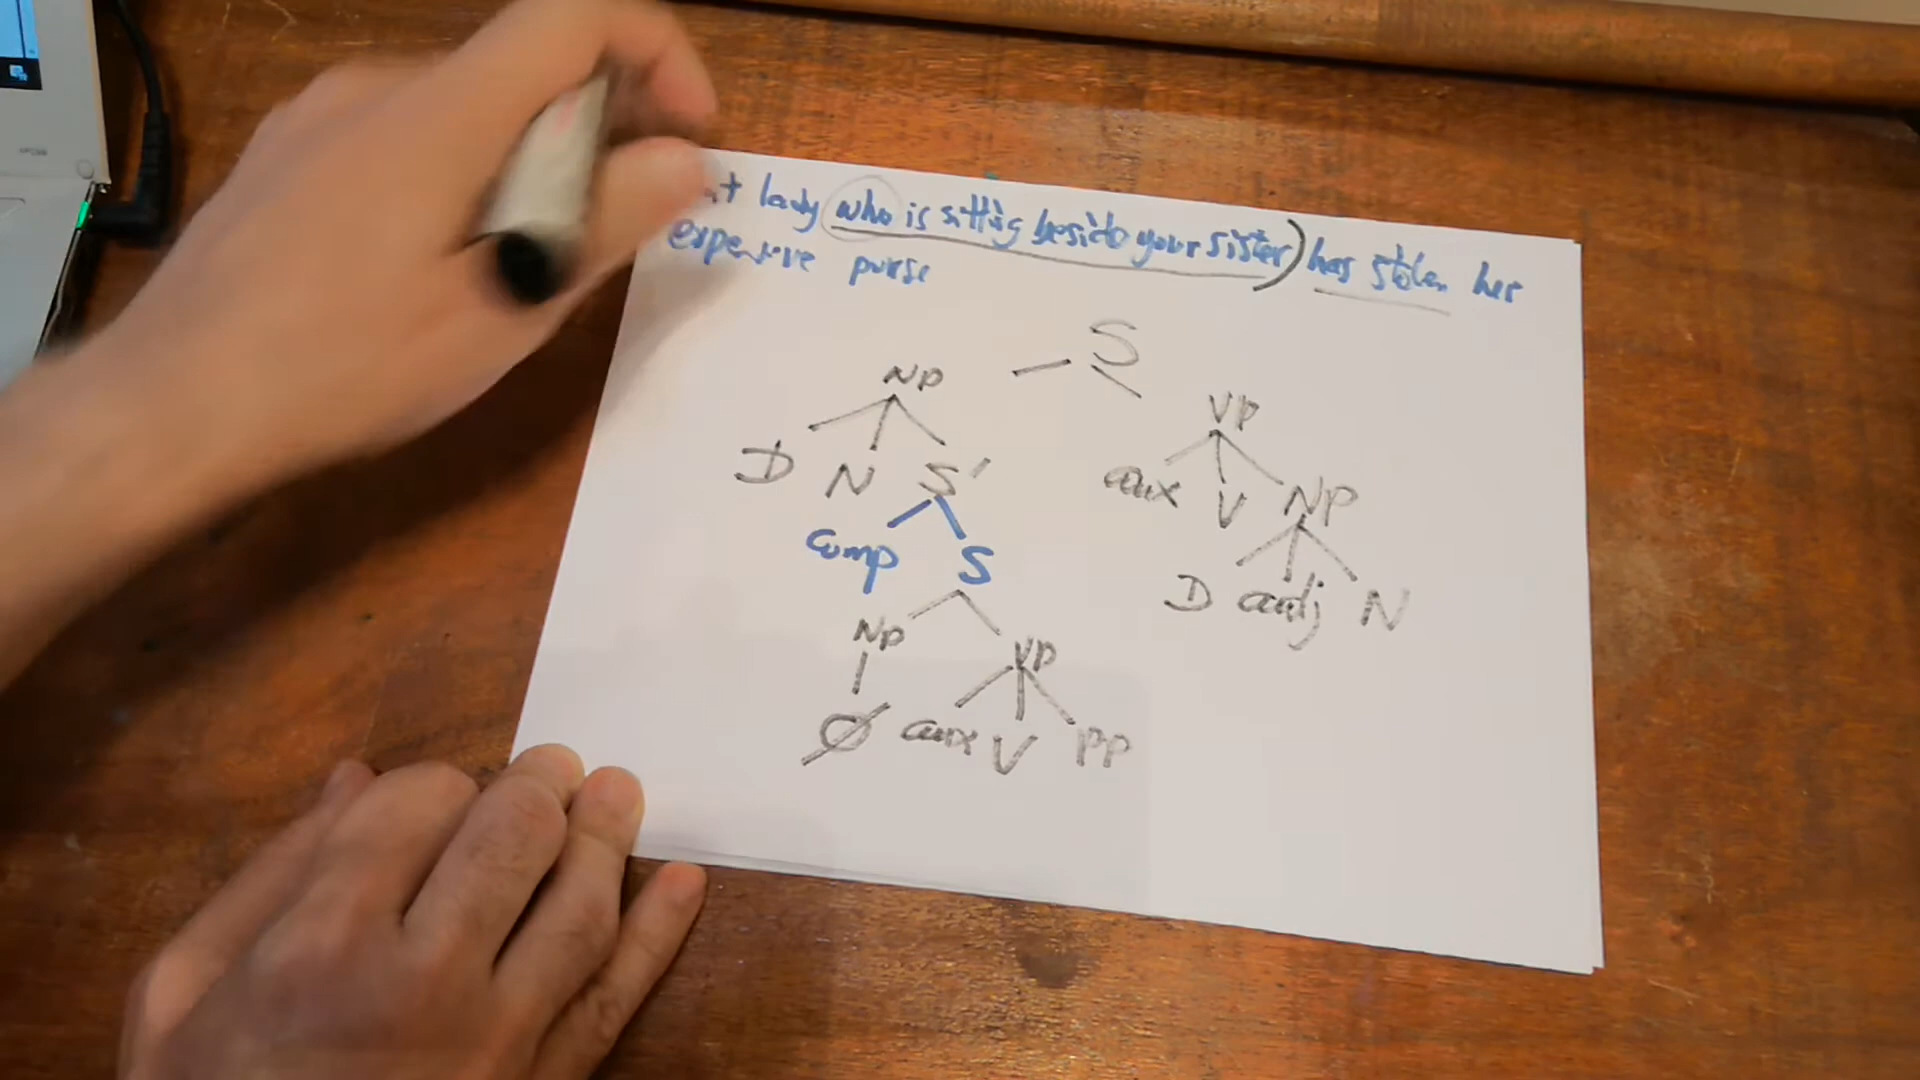 lady who is sitting beside your sister) has stolen her
expensive purse
S
NP VP
D N S' aux V NP
comp S D adj N
NP VP
Ø aux V PP